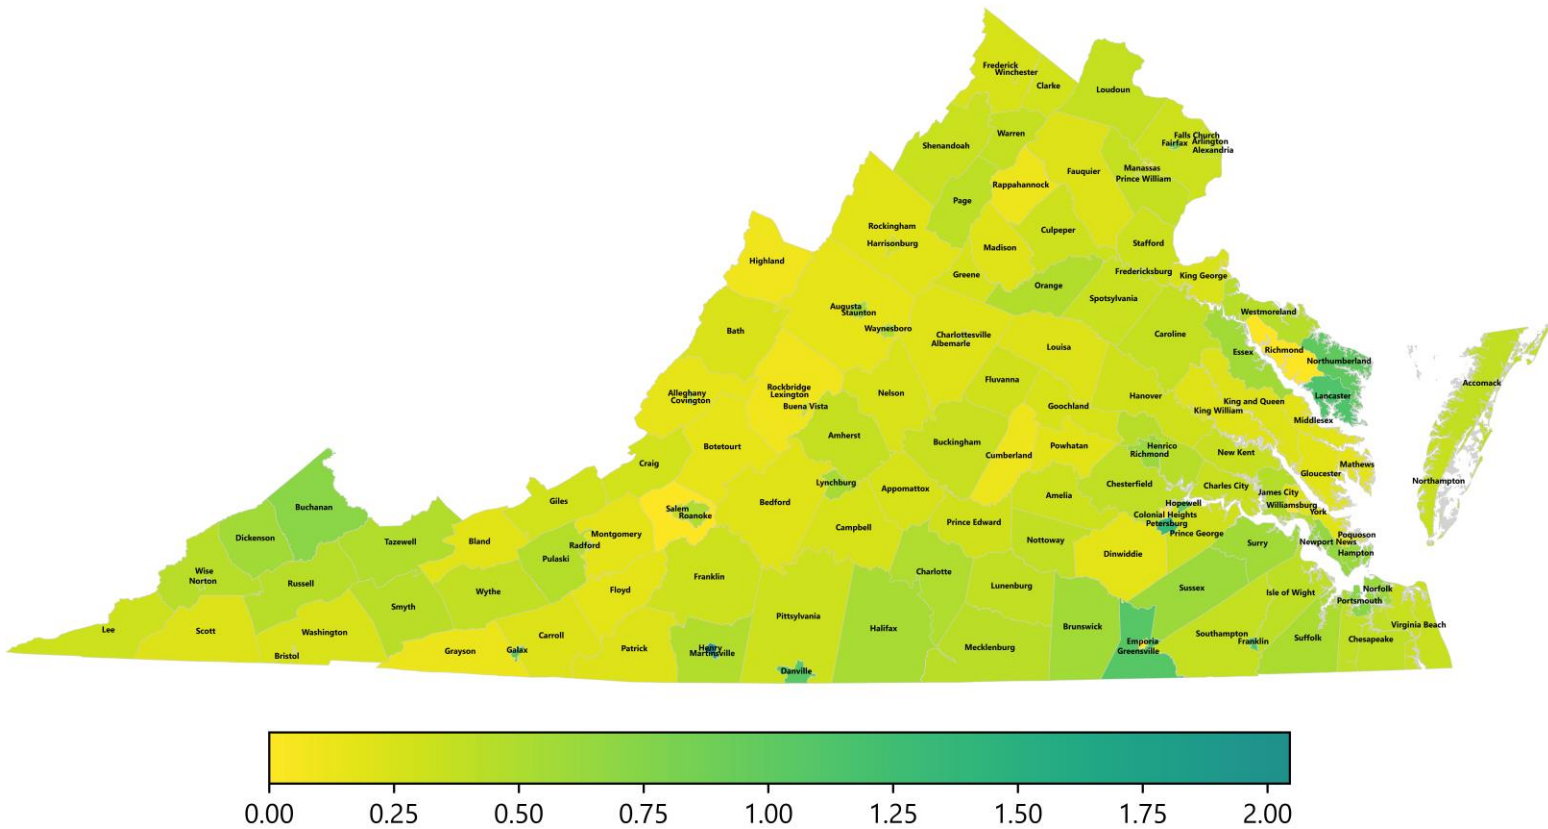 Frederick
Winchester
Clarke
Loudoun
Falls Church
Fairfax
Arlington
Alexandria
Warren
Shenandoah
Manassas
Prince William
Fauquier
Rappahannock
Page
Rockingham
Harrisonburg
Culpeper
Madison
Stafford
Highland
Greene
Fredericksburg
King George
Orange
Spotsylvania
Westmoreland
Augusta
Staunton
Waynesboro
Bath
Charlottesville
Albemarle
Louisa
Caroline
Essex
Richmond
Northumberland
Accomack
Alleghany
Covington
Rockbridge
Lexington
Buena Vista
Nelson
Fluvanna
Goochland
Hanover
King and Queen
King William
Lancaster
Middlesex
Amherst
Buckingham
Cumberland
Powhatan
Henrico
Richmond
New Kent
Botetourt
Craig
Gloucester
Mathews
Northampton
Giles
Salem
Roanoke
Bedford
Lynchburg
Appomattox
Amelia
Chesterfield
Charles City
James City
Williamsburg
York
Hopewell
Colonial Heights
Petersburg
Prince George
Buchanan
Dickenson
Tazewell
Bland
Montgomery
Radford
Pulaski
Campbell
Prince Edward
Nottoway
Dinwiddie
Surry
Newport News
Poquoson
Hampton
Wise
Norton
Russell
Smyth
Wythe
Floyd
Franklin
Charlotte
Lunenburg
Sussex
Isle of Wight
Norfolk
Portsmouth
Virginia Beach
Lee
Scott
Washington
Bristol
Grayson
Carroll
Galax
Patrick
Henry
Martinsville
Pittsylvania
Danville
Halifax
Mecklenburg
Brunswick
Emporia
Greensville
Southampton
Franklin
Suffolk
Chesapeake
0.00 0.25 0.50 0.75 1.00 1.25 1.50 1.75 2.00